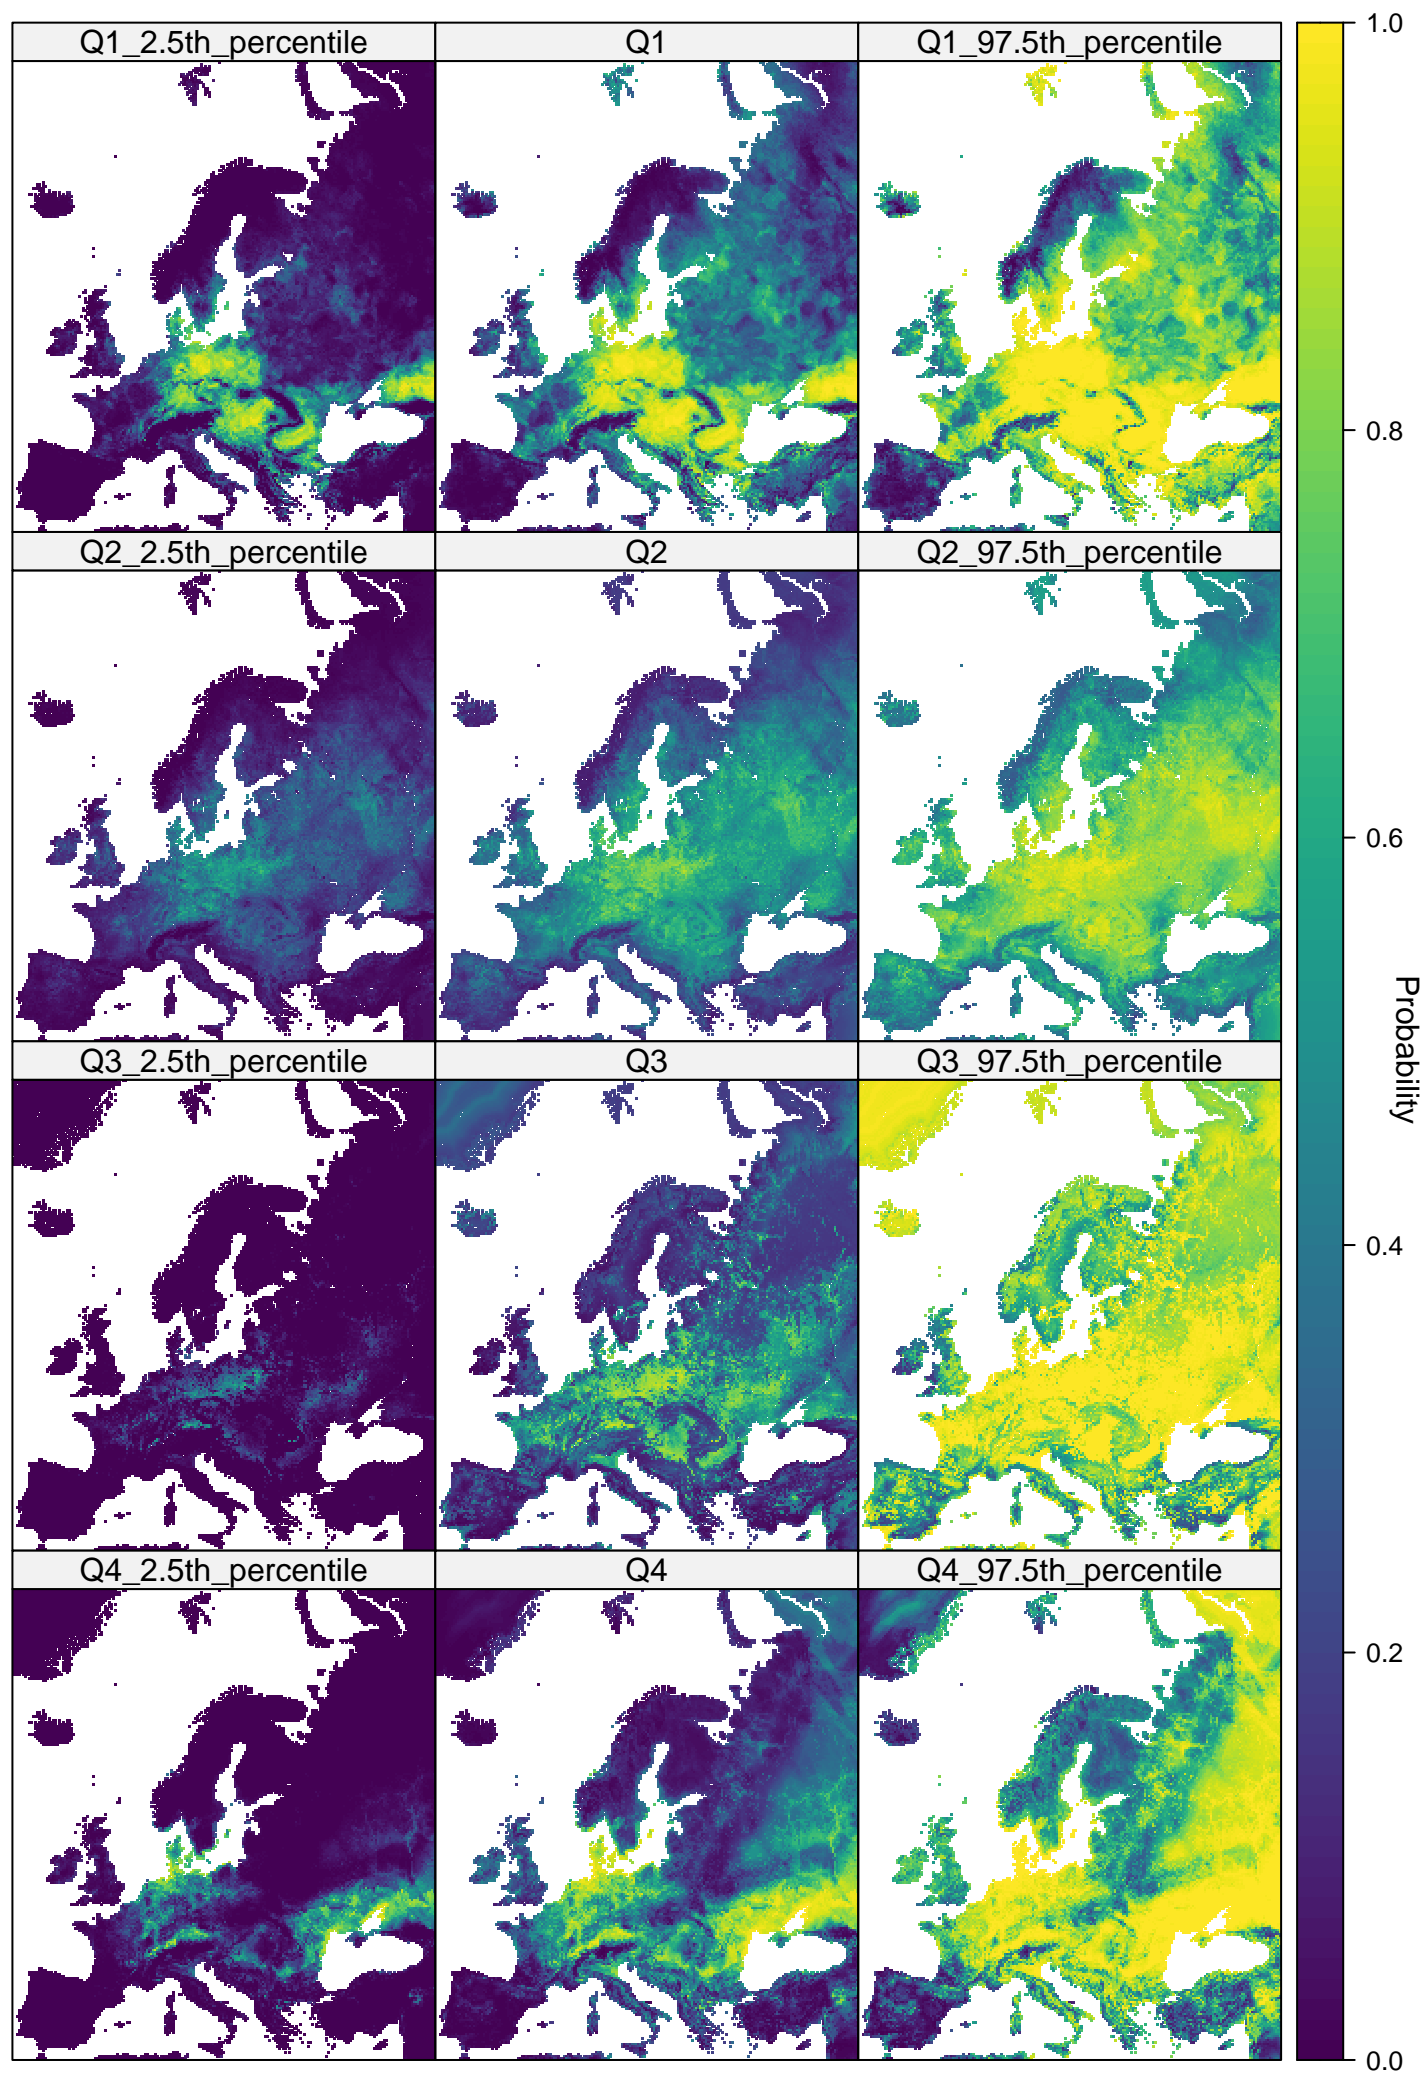 Q1_2.5th_percentile
Q1
Q1_97.5th_percentile
1.0
Q2_2.5th_percentile
Q2
Q2_97.5th_percentile
0.8
0.6
Probability
Q3_2.5th_percentile
Q3
Q3_97.5th_percentile
0.4
Q4_2.5th_percentile
Q4
Q4_97.5th_percentile
0.2
0.0